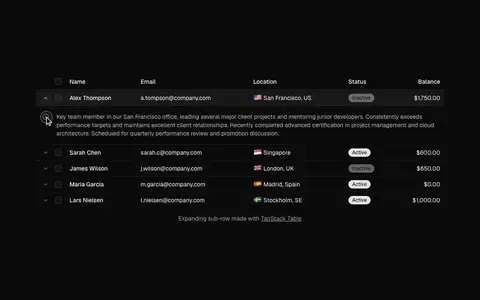 Name Email Location Status Balance
Alex Thompson a.tompson@company.com San Francisco, US Inactive $1,750.00
Key team member in our San Francisco office, leading several major client projects and mentoring junior developers. Consistently exceeds
performance targets and maintains excellent client relationships. Recently completed advanced certification in project management and cloud
architecture. Scheduled for quarterly performance review and promotion discussion.
Sarah Chen sarah.c@company.com Singapore Active $600.00
James Wilson j.wilson@company.com London, UK Inactive $650.00
Maria Garcia m.garcia@company.com Madrid, Spain Active $0.00
Lars Nielsen l.nielsen@company.com Stockholm, SE Active $1,000.00
Expanding sub-row made with TanStack Table